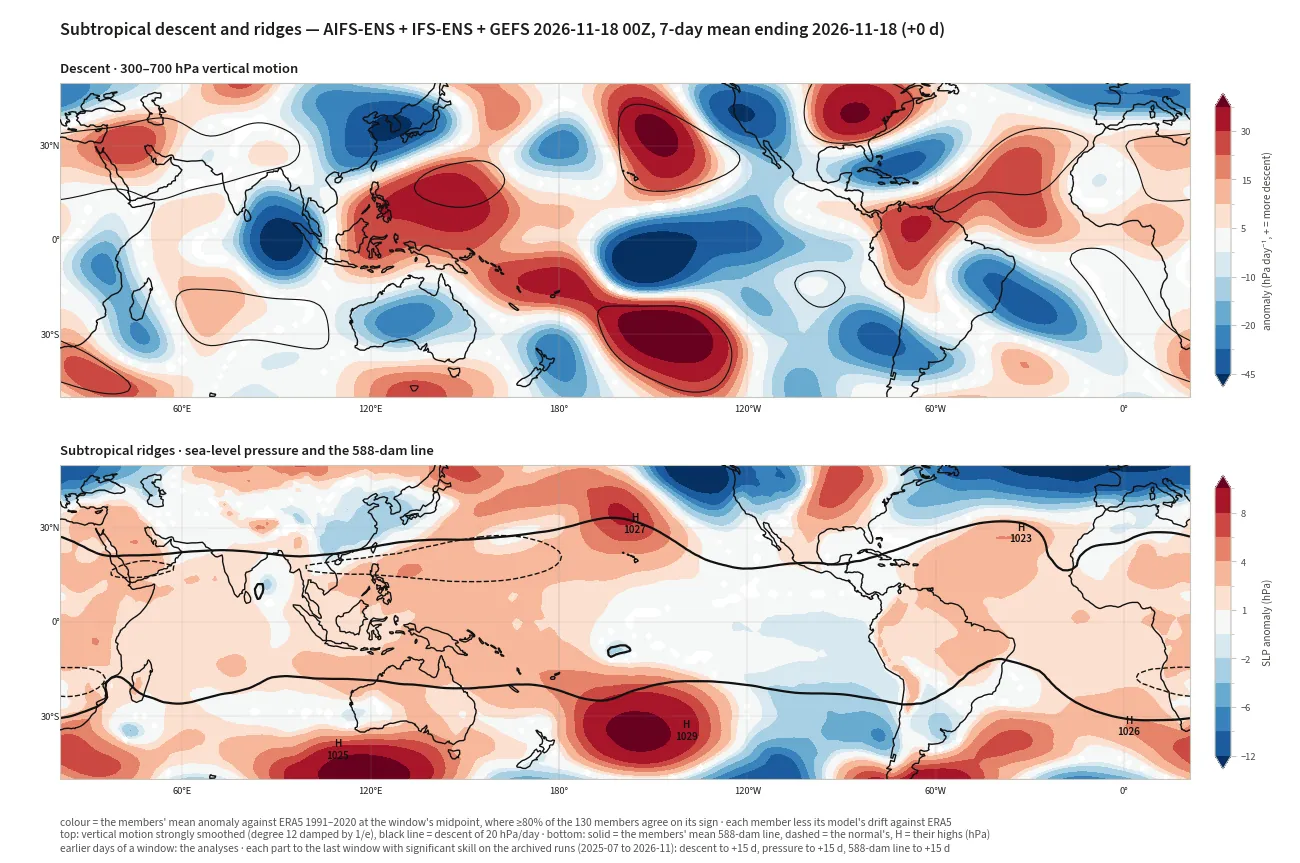 Subtropical descent and ridges — AIFS-ENS + IFS-ENS + GEFS 2026-11-18 00Z, 7-day mean ending 2026-11-18 (+0 d)
Descent · 300–700 hPa vertical motion
30°N
0°
30°S
60°E
120°E
180°
120°W
60°W
0°
30
15
5
−10
−20
−45
anomaly (hPa day⁻¹, + = more descent)
Subtropical ridges · sea-level pressure and the 588-dam line
30°N
0°
30°S
H
1027
H
1023
H
1025
H
1029
H
1026
60°E
120°E
180°
120°W
60°W
0°
8
4
1
−2
−6
−12
SLP anomaly (hPa)
colour = the members' mean anomaly against ERA5 1991–2020 at the window's midpoint, where ≥80% of the 130 members agree on its sign · each member less its model's drift against ERA5
top: vertical motion strongly smoothed (degree 12 damped by 1/e), black line = descent of 20 hPa/day · bottom: solid = the members' mean 588-dam line, dashed = the normal's, H = their highs (hPa)
earlier days of a window: the analyses · each part to the last window with significant skill on the archived runs (2025-07 to 2026-11): descent to +15 d, pressure to +15 d, 588-dam line to +15 d